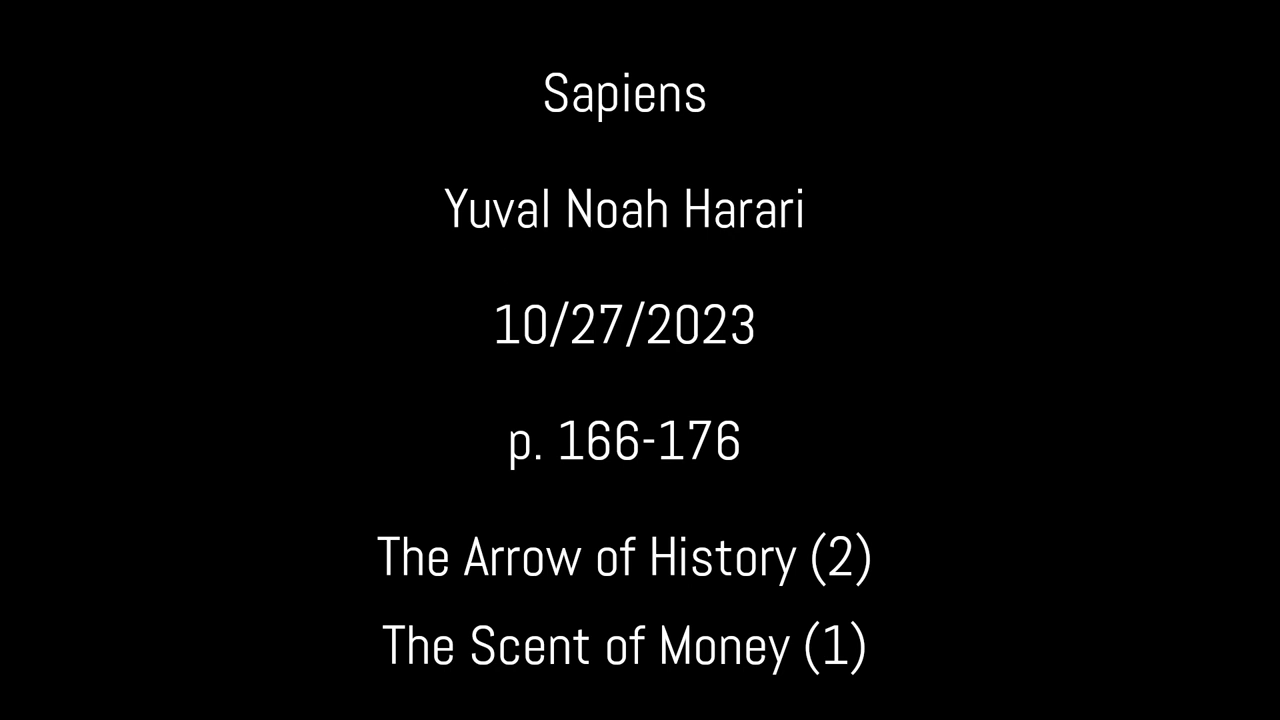 Sapiens
Yuval Noah Harari
10/27/2023
p. 166-176
The Arrow of History (2)
The Scent of Money (1)